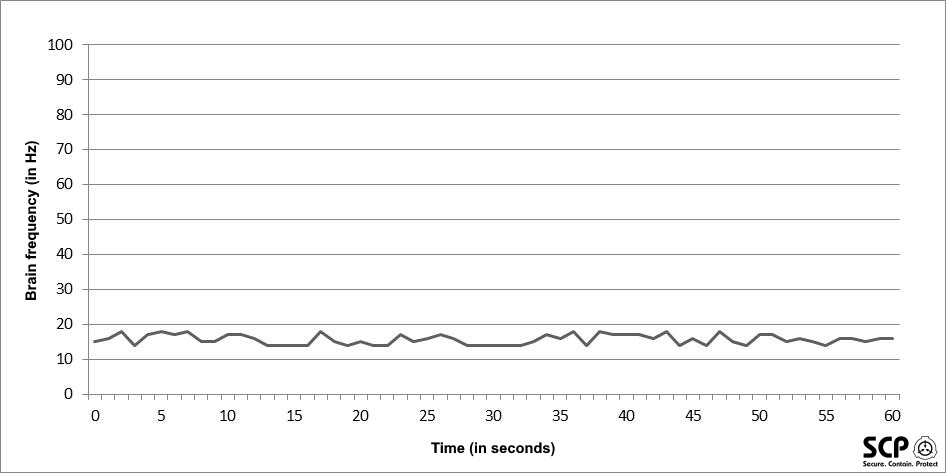 100
90
80
70
60
50
40
30
20
10
0
Brain frequency (in Hz)
0 5 10 15 20 25 30 35 40 45 50 55 60
Time (in seconds)
SCP
Secure. Contain. Protect